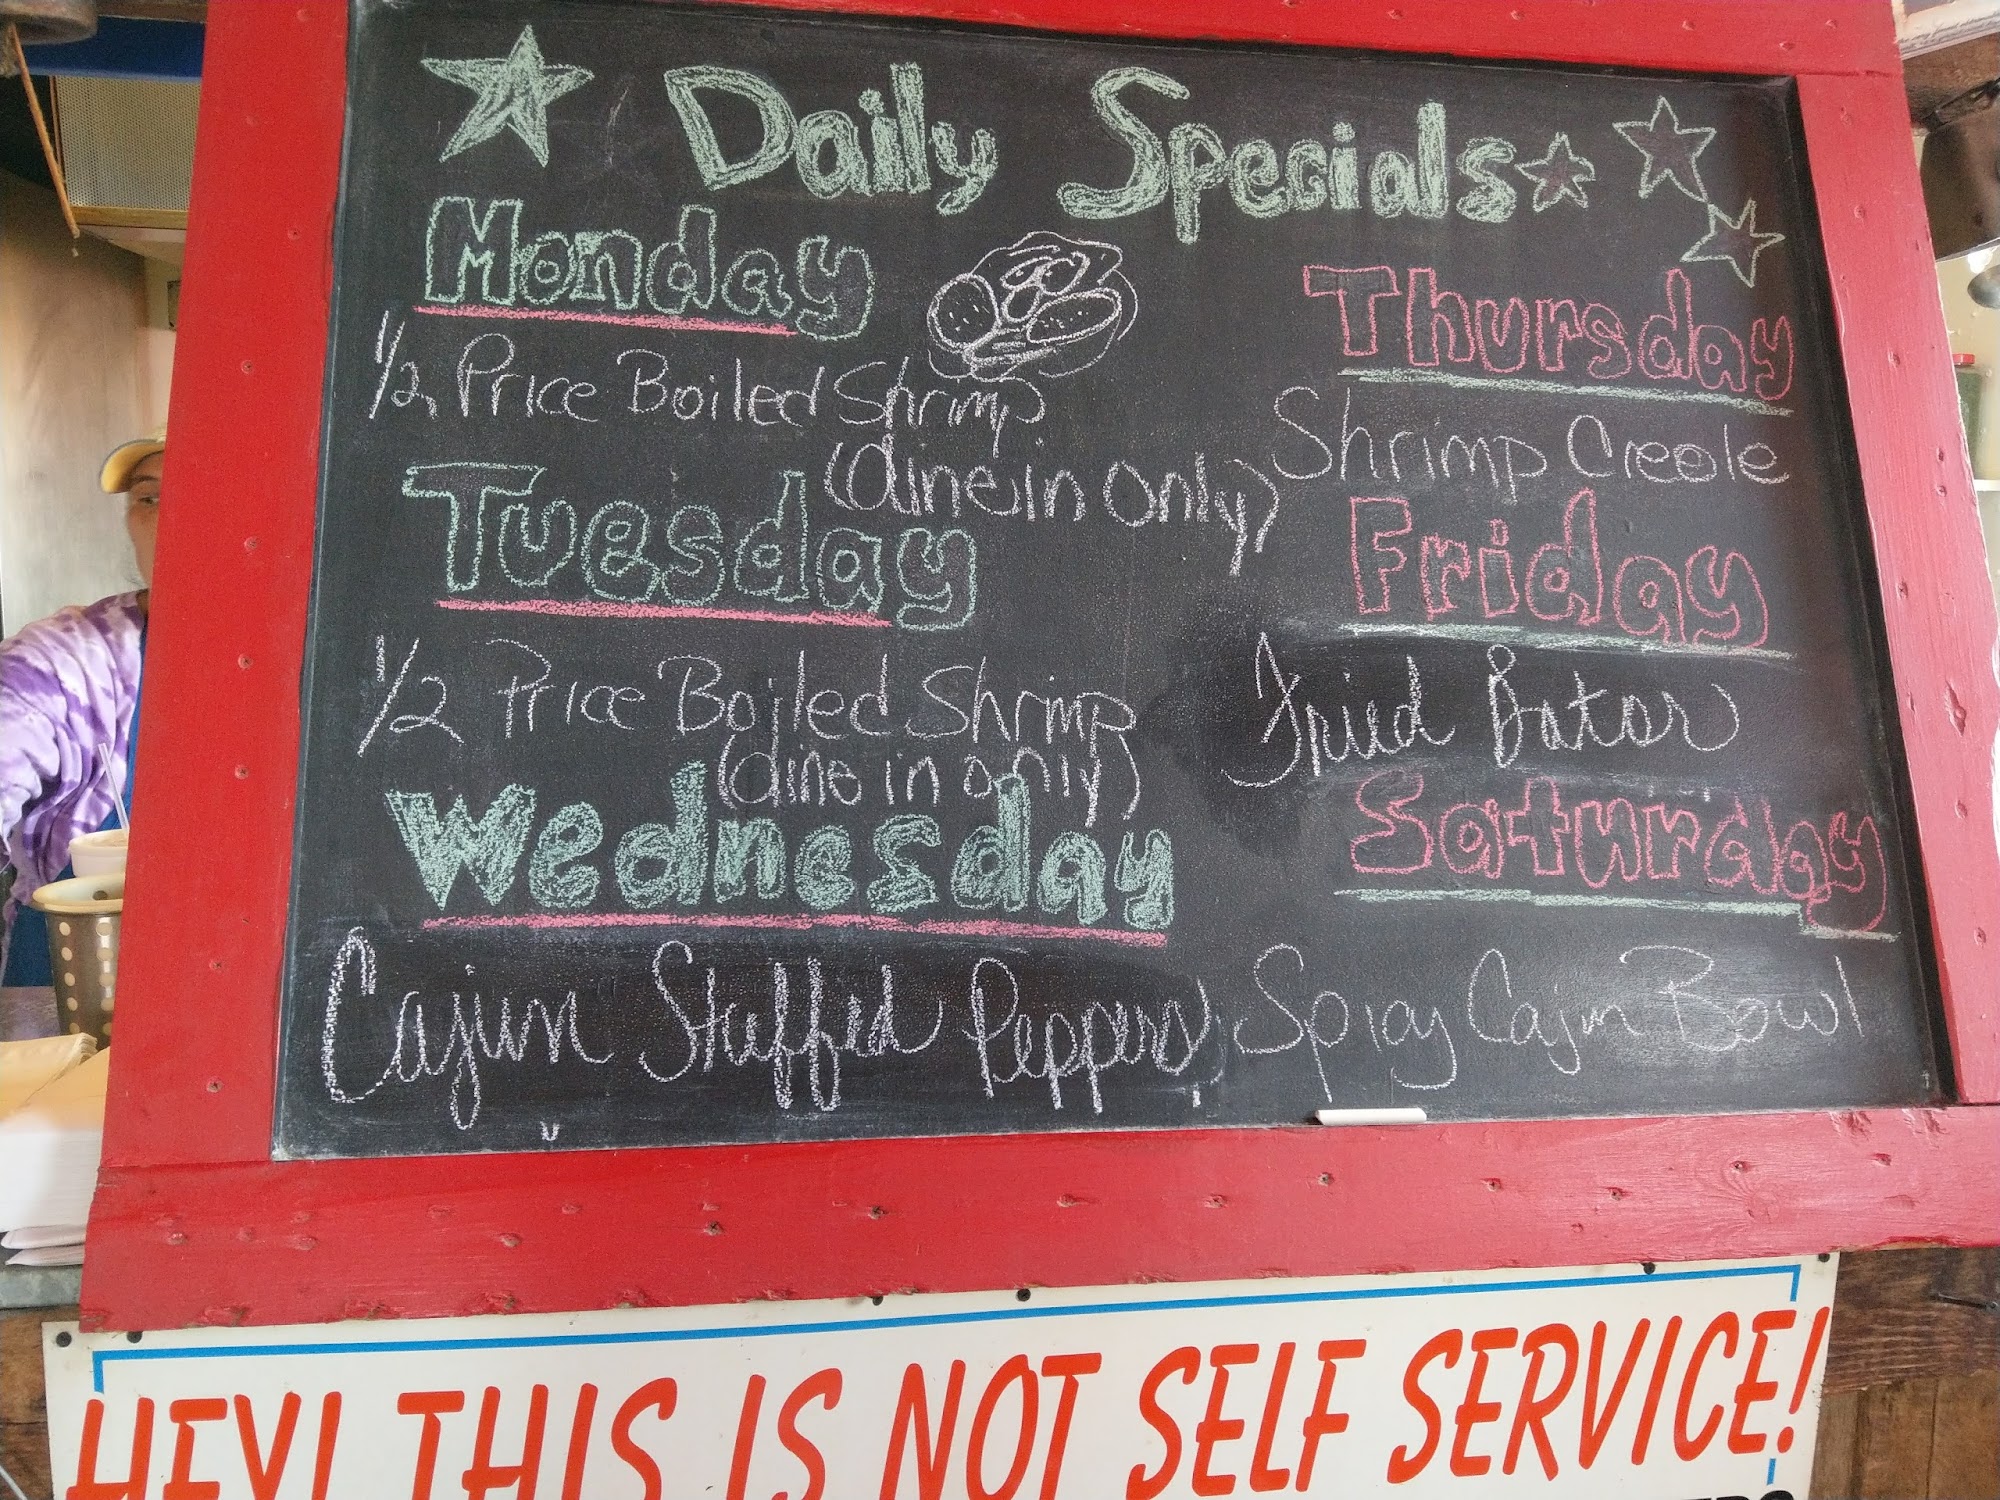 Daily Specials
Monday
1/2 Price Boiled Shrimp
(dine in only)
Tuesday
1/2 Price Boiled Shrimp
(dine in only)
Wednesday
Cajun Stuffed Peppers
Thursday
Shrimp Creole
Friday
Fried Gator
Saturday
Spicy Cajun Bowl
HEY! THIS IS NOT SELF SERVICE!